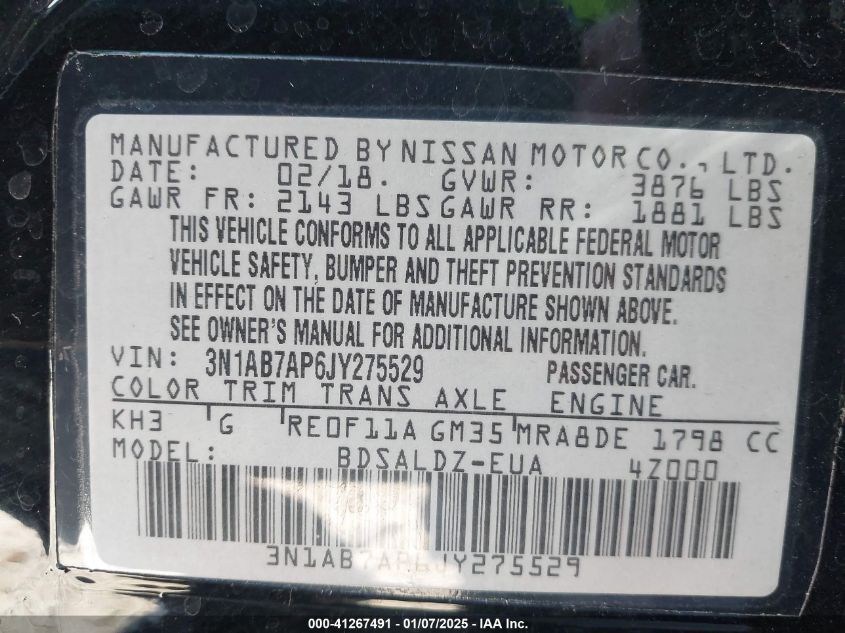 MANUFACTURED BY NISSAN MOTOR CO., LTD.
DATE: 02/18. GVWR: 3876 LBS
GAWR FR: 2143 LBS GAWR RR: 1881 LBS
THIS VEHICLE CONFORMS TO ALL APPLICABLE FEDERAL MOTOR
VEHICLE SAFETY, BUMPER AND THEFT PREVENTION STANDARDS
IN EFFECT ON THE DATE OF MANUFACTURE SHOWN ABOVE.
SEE OWNER'S MANUAL FOR ADDITIONAL INFORMATION.
VIN: 3N1AB7AP6JY275529 PASSENGER CAR.
COLOR TRIM TRANS AXLE ENGINE
KH3 G RE0F11A GM35 MRA8DE 1798 CC
MODEL: BDSALDZ-EUA 4Z000
3N1AB7AP6JY275529
000-41267491 - 01/07/2025 - IAA Inc.